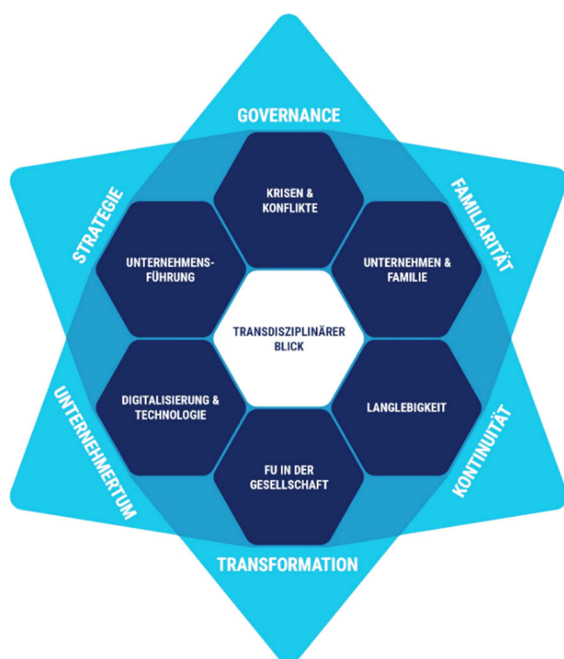 GOVERNANCE
KRISEN &
KONFLIKTE
STRATEGIE
FAMILIARITÄT
UNTERNEHMENS-
FÜHRUNG
UNTERNEHMEN &
FAMILIE
TRANSDISZIPLINÄRER
BLICK
DIGITALISIERUNG &
TECHNOLOGIE
LANGLEBIGKEIT
UNTERNEHMERTUM
KONTINUITÄT
FU IN DER
GESELLSCHAFT
TRANSFORMATION